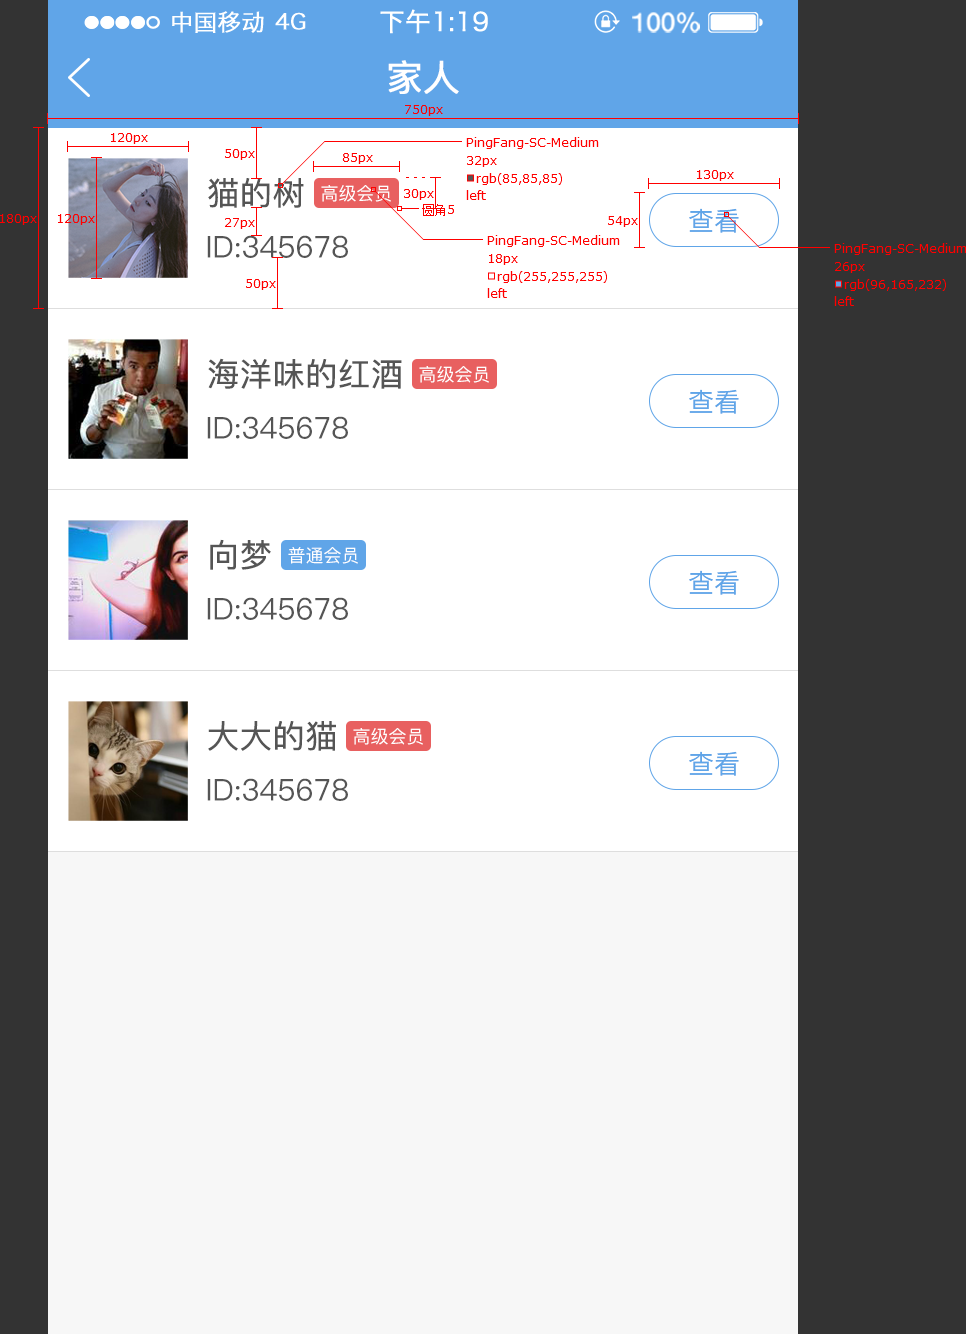 中国移动 4G 下午1:19 100%
家人
750px
120px
50px
85px
PingFang-SC-Medium
32px
rgb(85,85,85)
left
130px
180px
120px
猫的树 高级会员
30px
圆角5
27px
54px
查看
ID:345678
PingFang-SC-Medium
18px
rgb(255,255,255)
left
PingFang-SC-Medium
26px
rgb(96,165,232)
left
50px
海洋味的红酒 高级会员
ID:345678
查看
向梦 普通会员
ID:345678
查看
大大的猫 高级会员
ID:345678
查看